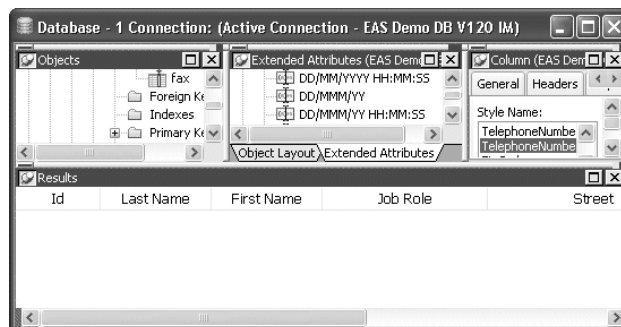 Database - 1 Connection: (Active Connection - EAS Demo DB V120 IM)
Objects
fax
Foreign Ke
Indexes
Primary Ke
Extended Attributes (EAS Dem
DD/MM/YYYY HH:MM:SS
DD/MMM/YY
DD/MMM/YY HH:MM:SS
Object Layout
Extended Attributes
Column (EAS Dem
General Headers
Style Name:
TelephoneNumbe
TelephoneNumbe
Results
Id Last Name First Name Job Role Street